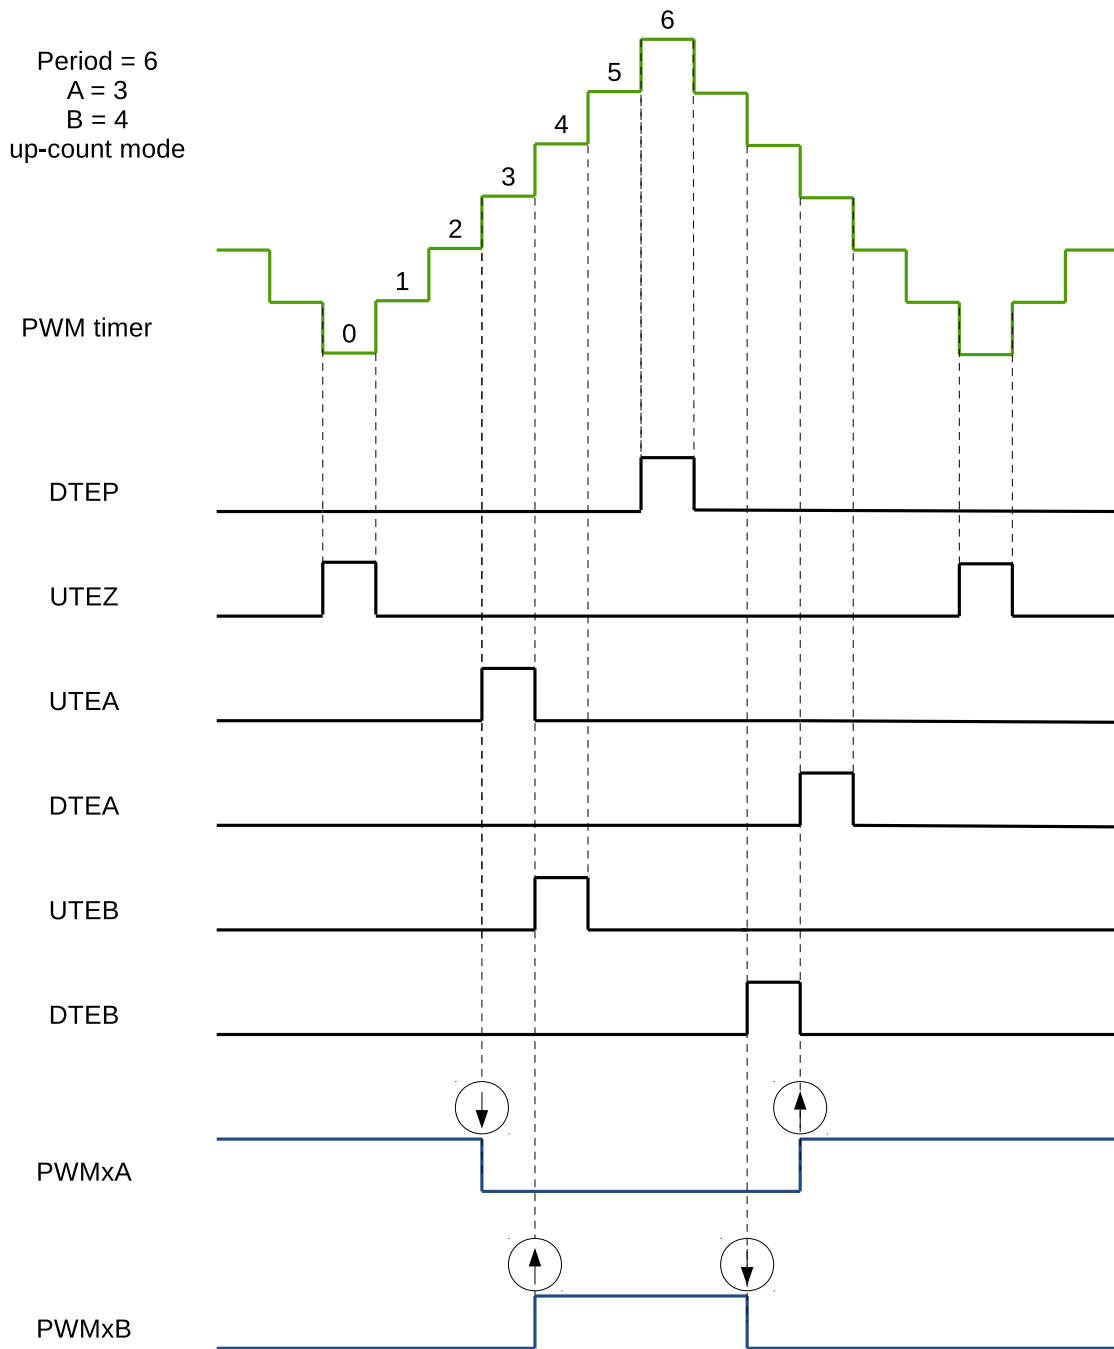 6
Period = 6
A = 3
B = 4
up-count mode
5
4
3
2
1
0
PWM timer
DTEP
UTEZ
UTEA
DTEA
UTEB
DTEB
PWMxA
PWMxB